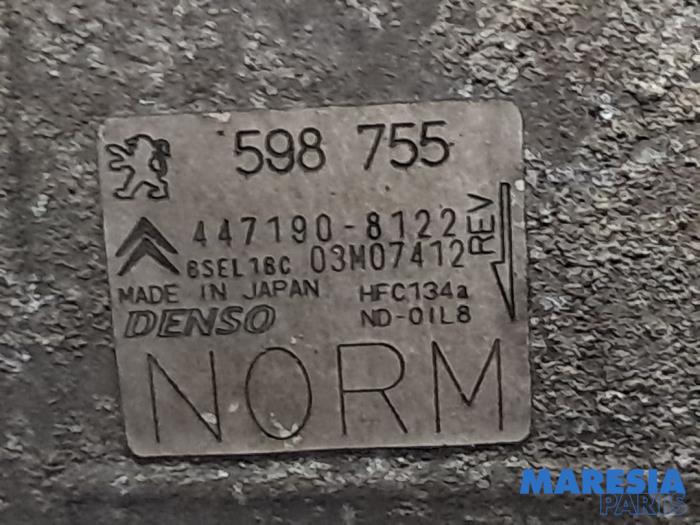 598 755
447190-8122
6SEL16C 03M07412
REV
MADE IN JAPAN HFC134a
DENSO ND-OIL8
NORM
MARESIA
PARTS